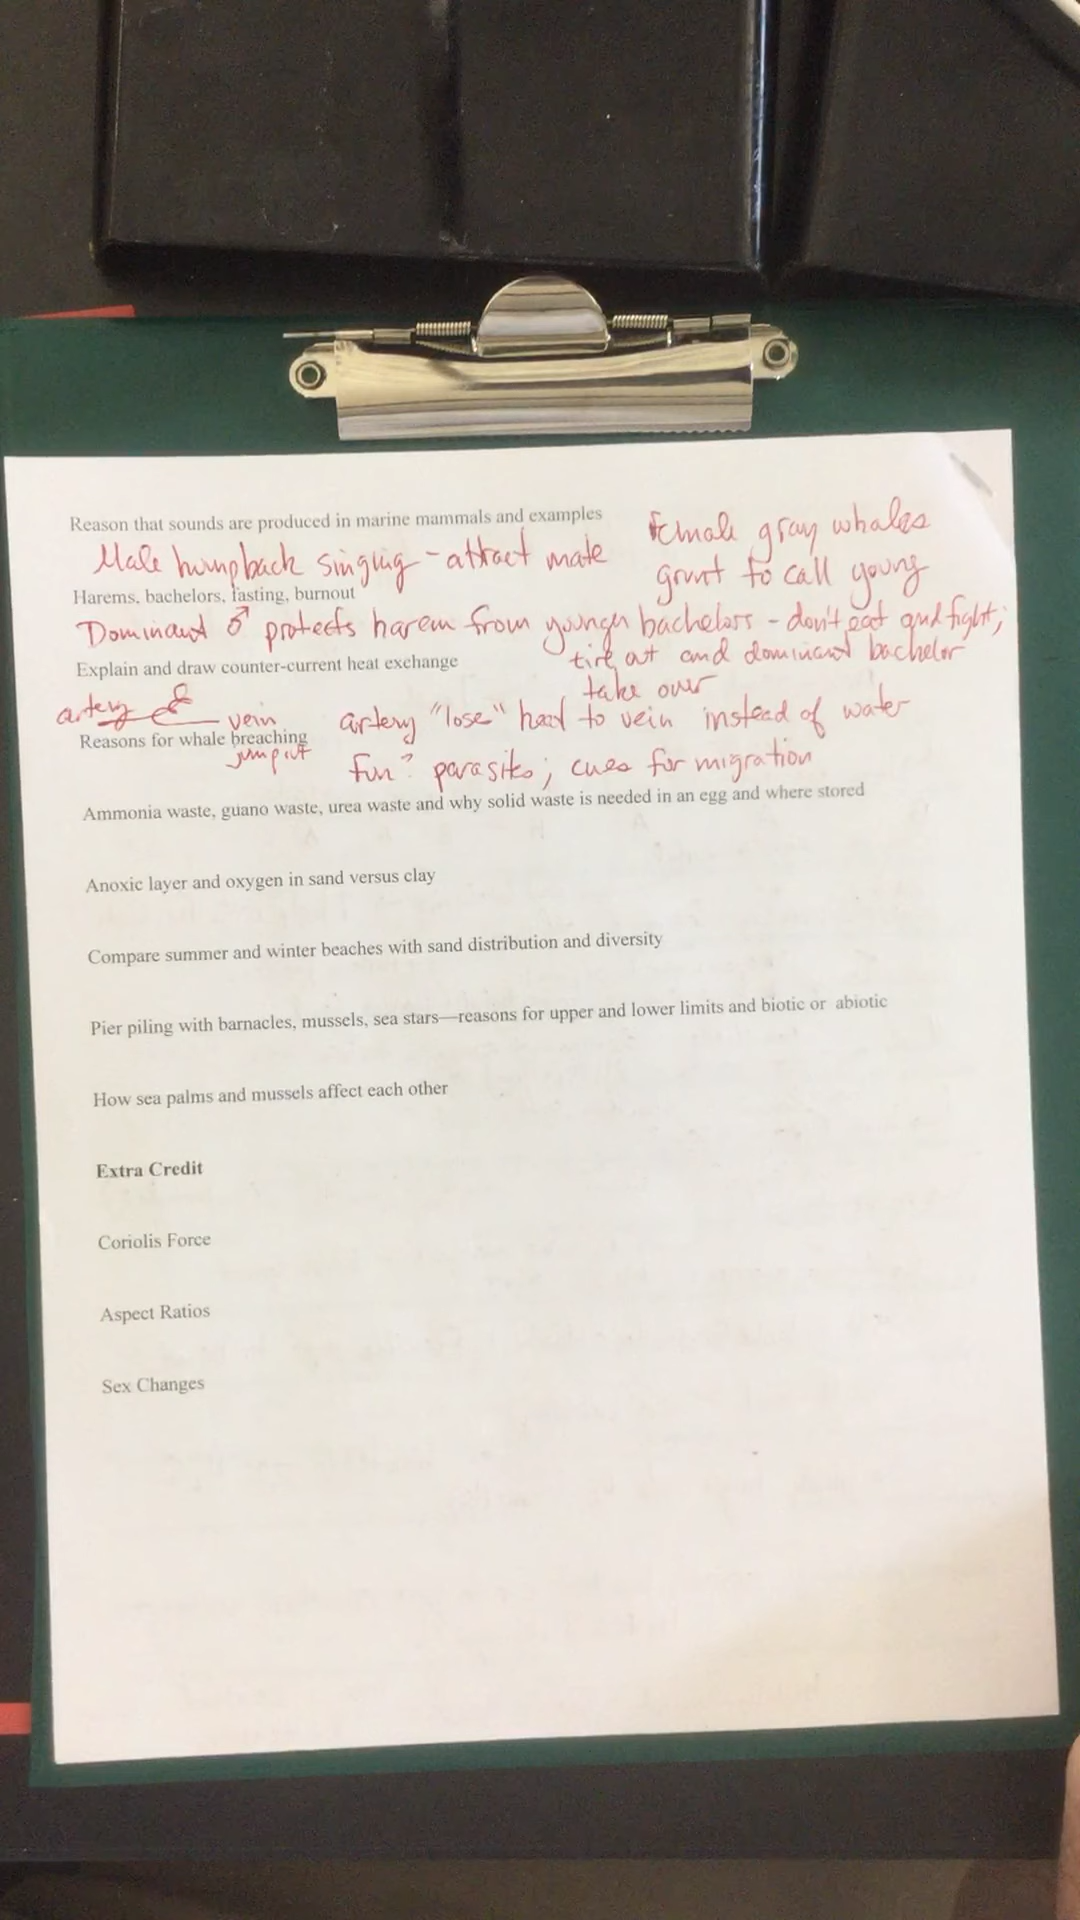 Reason that sounds are produced in marine mammals and examples
Male humpback singing - attract mate
Female gray whales
grunt to call young
Harems, bachelors, fasting, burnout
Dominant ♂ protects harem from younger bachelors - don't eat and fight;
tire out and dominant bachelor
take over
Explain and draw counter-current heat exchange
artery
vein
artery "lose" heat to vein instead of water
Reasons for whale breaching
jump out
Fun? parasites; cues for migration
Ammonia waste, guano waste, urea waste and why solid waste is needed in an egg and where stored
Anoxic layer and oxygen in sand versus clay
Compare summer and winter beaches with sand distribution and diversity
Pier piling with barnacles, mussels, sea stars—reasons for upper and lower limits and biotic or abiotic
How sea palms and mussels affect each other
Extra Credit
Coriolis Force
Aspect Ratios
Sex Changes